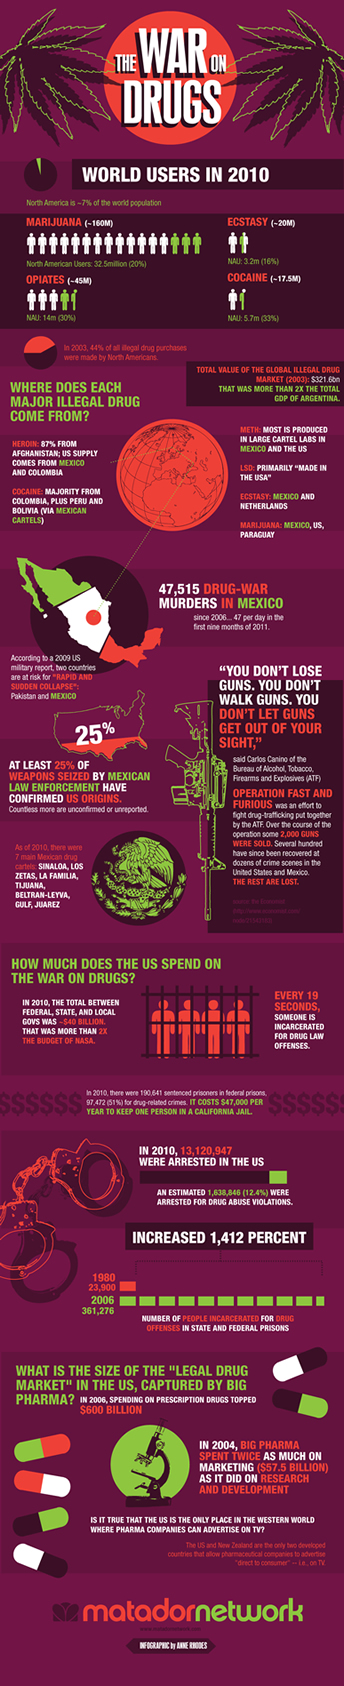 THE WAR ON
DRUGS
WORLD USERS IN 2010
North America is ~7% of the world population
MARIJUANA (~160M)
North American Users: 32.5million (20%)
ECSTASY (~20M)
NAU: 3.2m (16%)
OPIATES (~45M)
NAU: 14m (30%)
COCAINE (~17.5M)
NAU: 5.7m (33%)
In 2003, 44% of all illegal drug purchases
were made by North Americans.
TOTAL VALUE OF THE GLOBAL ILLEGAL DRUG
MARKET (2003): $321.6bn
THAT WAS MORE THAN 2X THE TOTAL
GDP OF ARGENTINA.
WHERE DOES EACH
MAJOR ILLEGAL DRUG
COME FROM?
HEROIN: 87% FROM
AFGHANISTAN; US SUPPLY
COMES FROM MEXICO
AND COLOMBIA
COCAINE: MAJORITY FROM
COLOMBIA, PLUS PERU AND
BOLIVIA (VIA MEXICAN
CARTELS)
METH: MOST IS PRODUCED
IN LARGE CARTEL LABS IN
MEXICO AND THE US
LSD: PRIMARILY "MADE IN
THE USA"
ECSTASY: MEXICO AND
NETHERLANDS
MARIJUANA: MEXICO, US,
PARAGUAY
47,515 DRUG-WAR
MURDERS IN MEXICO
since 2006... 47 per day in the
first nine months of 2011.
According to a 2009 US
military report, two countries
are at risk for "RAPID AND
SUDDEN COLLAPSE":
Pakistan and MEXICO
25%
AT LEAST 25% OF
WEAPONS SEIZED BY MEXICAN
LAW ENFORCEMENT HAVE
CONFIRMED US ORIGINS.
Countless more are unconfirmed or unreported.
"YOU DON'T LOSE
GUNS. YOU DON'T
WALK GUNS. YOU
DON'T LET GUNS
GET OUT OF YOUR
SIGHT,"
said Carlos Canino of the
Bureau of Alcohol, Tobacco,
Firearms and Explosives (ATF)
OPERATION FAST AND
FURIOUS was an effort to
fight drug-trafficking put together
by the ATF. Over the course of the
operation some 2,000 GUNS
WERE SOLD. Several hundred
have since been recovered at
dozens of crime scenes in the
United States and Mexico.
THE REST ARE LOST.
As of 2010, there were
7 main Mexican drug
cartels: SINALOA, LOS
ZETAS, LA FAMILIA,
TIJUANA,
BELTRAN-LEYVA,
GULF, JUAREZ
HOW MUCH DOES THE US SPEND ON
THE WAR ON DRUGS?
IN 2010, THE TOTAL BETWEEN
FEDERAL, STATE, AND LOCAL
GOVS WAS ~$40 BILLION.
THAT WAS MORE THAN 2X
THE BUDGET OF NASA.
EVERY 19
SECONDS,
SOMEONE IS
INCARCERATED
FOR DRUG LAW
OFFENSES.
In 2010, there were 190,641 sentenced prisoners in federal prisons,
97,472 (51%) for drug-related crimes. IT COSTS $47,000 PER
YEAR TO KEEP ONE PERSON IN A CALIFORNIA JAIL.
IN 2010, 13,120,947
WERE ARRESTED IN THE US
AN ESTIMATED 1,638,846 (12.4%) WERE
ARRESTED FOR DRUG ABUSE VIOLATIONS.
INCREASED 1,412 PERCENT
1980
23,900
2006
361,276
NUMBER OF PEOPLE INCARCERATED FOR DRUG
OFFENSES IN STATE AND FEDERAL PRISONS
WHAT IS THE SIZE OF THE "LEGAL DRUG
MARKET" IN THE US, CAPTURED BY BIG
PHARMA? IN 2006, SPENDING ON PRESCRIPTION DRUGS TOPPED
$600 BILLION
IN 2004, BIG PHARMA
SPENT TWICE AS MUCH ON
MARKETING ($57.5 BILLION)
AS IT DID ON RESEARCH
AND DEVELOPMENT
IS IT TRUE THAT THE US IS THE ONLY PLACE IN THE WESTERN WORLD
WHERE PHARMA COMPANIES CAN ADVERTISE ON TV?
The US and New Zealand are the only two developed
countries that allow pharmaceutical companies to advertise
"direct to consumer" -- i.e., on TV.
matadornetwork
INFOGRAPHIC by ANNE RHODES